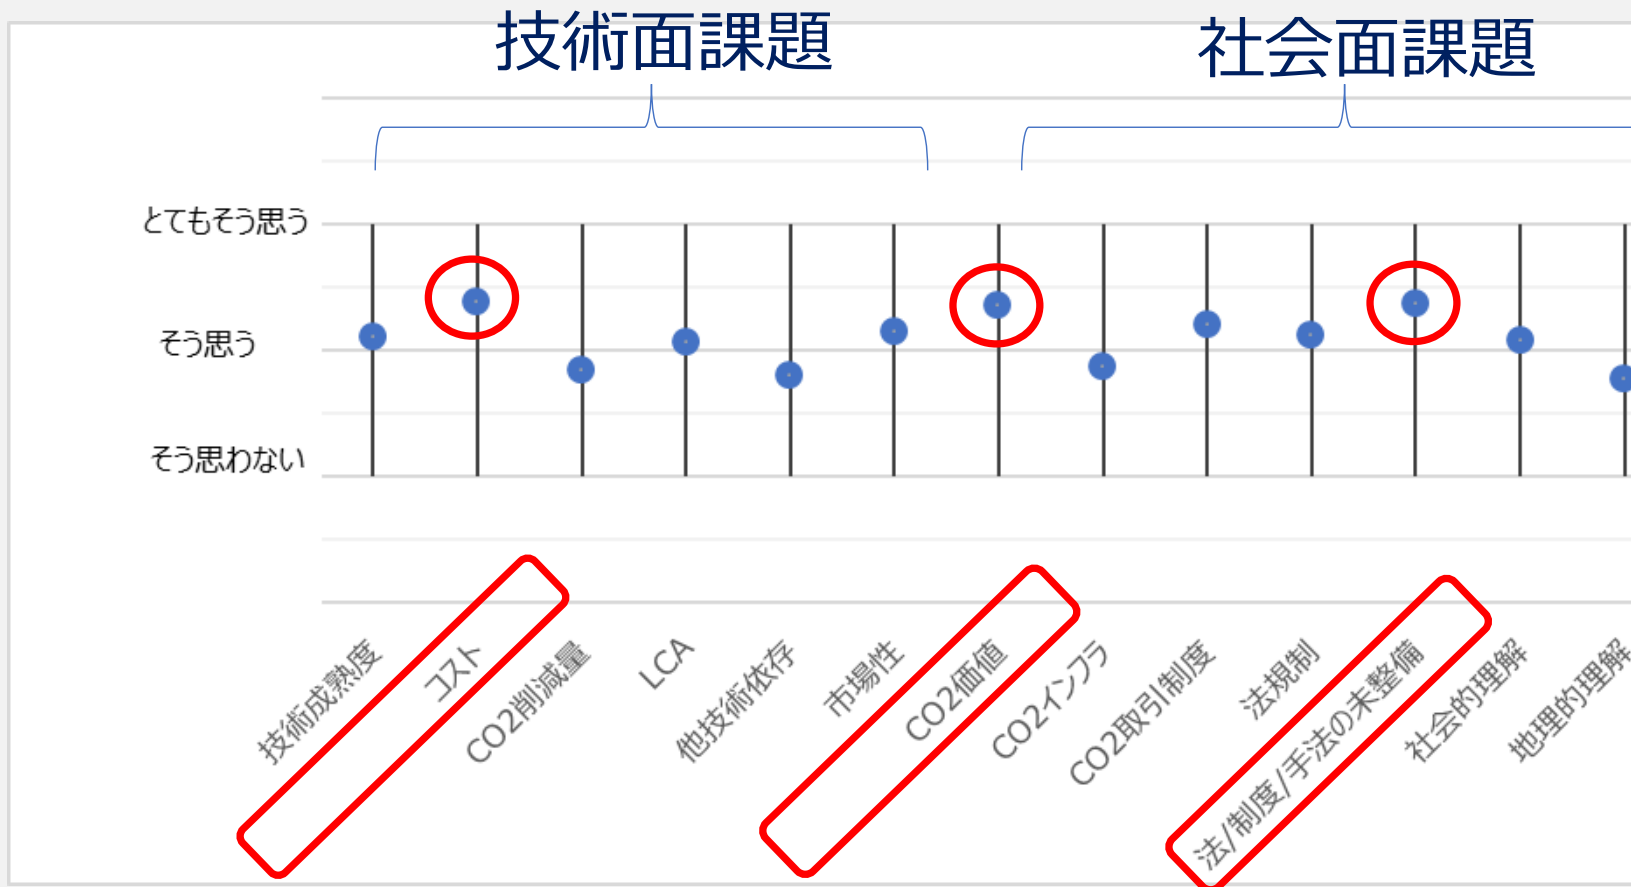 技術面課題
社会面課題
とてもそう思う
そう思う
そう思わない
技術成熟度
コスト
CO2削減量
LCA
他技術依存
市場性
CO2価値
CO2インフラ
CO2取引制度
法規制
法/制度/手法の未整備
社会的理解
地理的理解